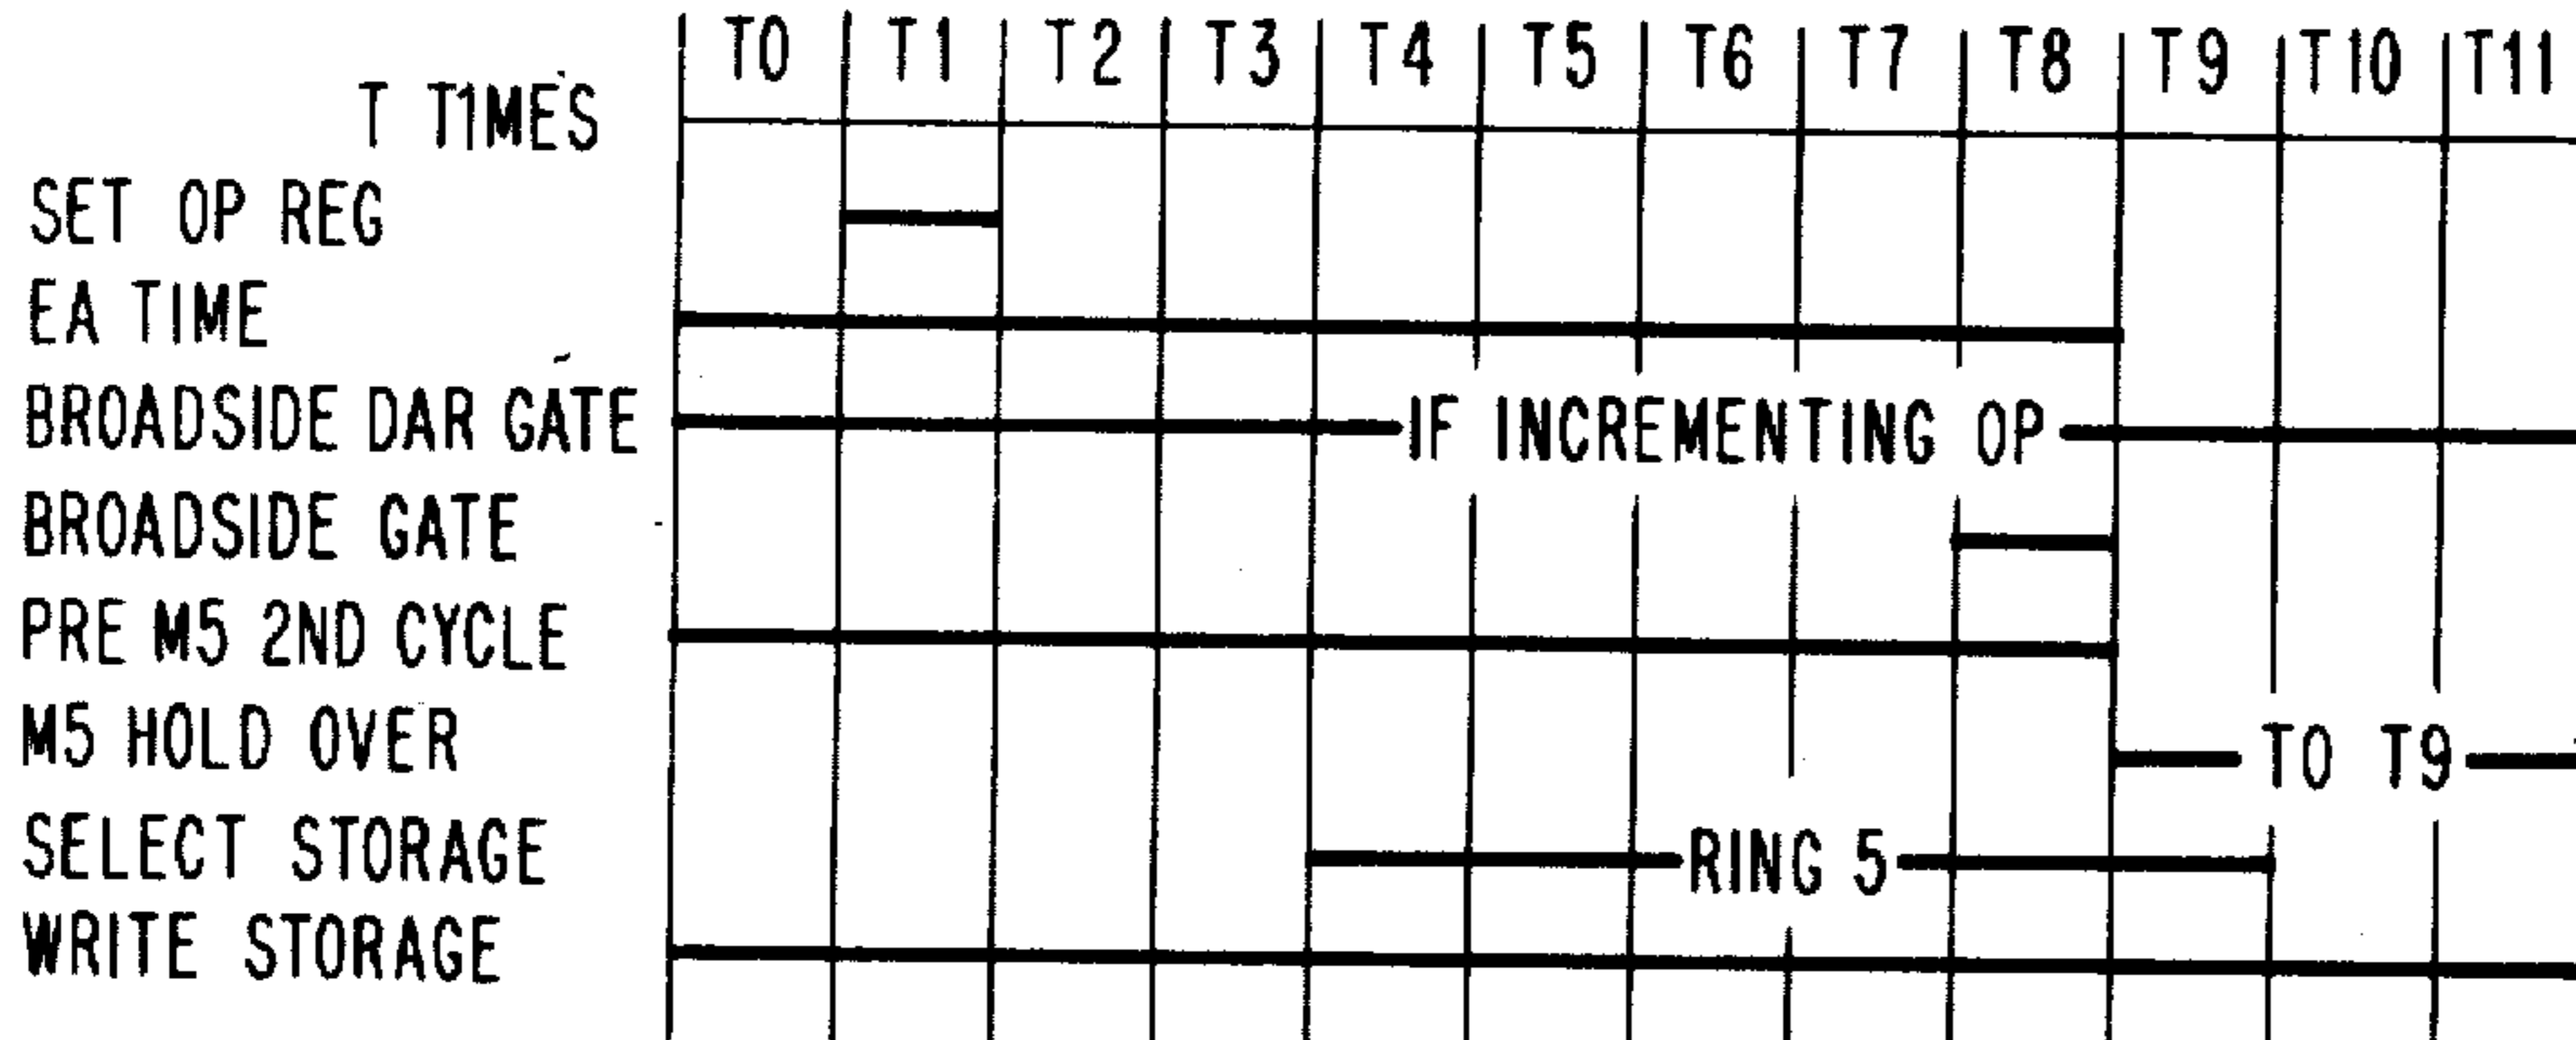 T0 T1 T2 T3 T4 T5 T6 T7 T8 T9 T10 T11
T TIMES
SET OP REG
EA TIME
BROADSIDE DAR GATE IF INCREMENTING OP
BROADSIDE GATE
PRE M5 2ND CYCLE
M5 HOLD OVER TO T9
SELECT STORAGE RING 5
WRITE STORAGE